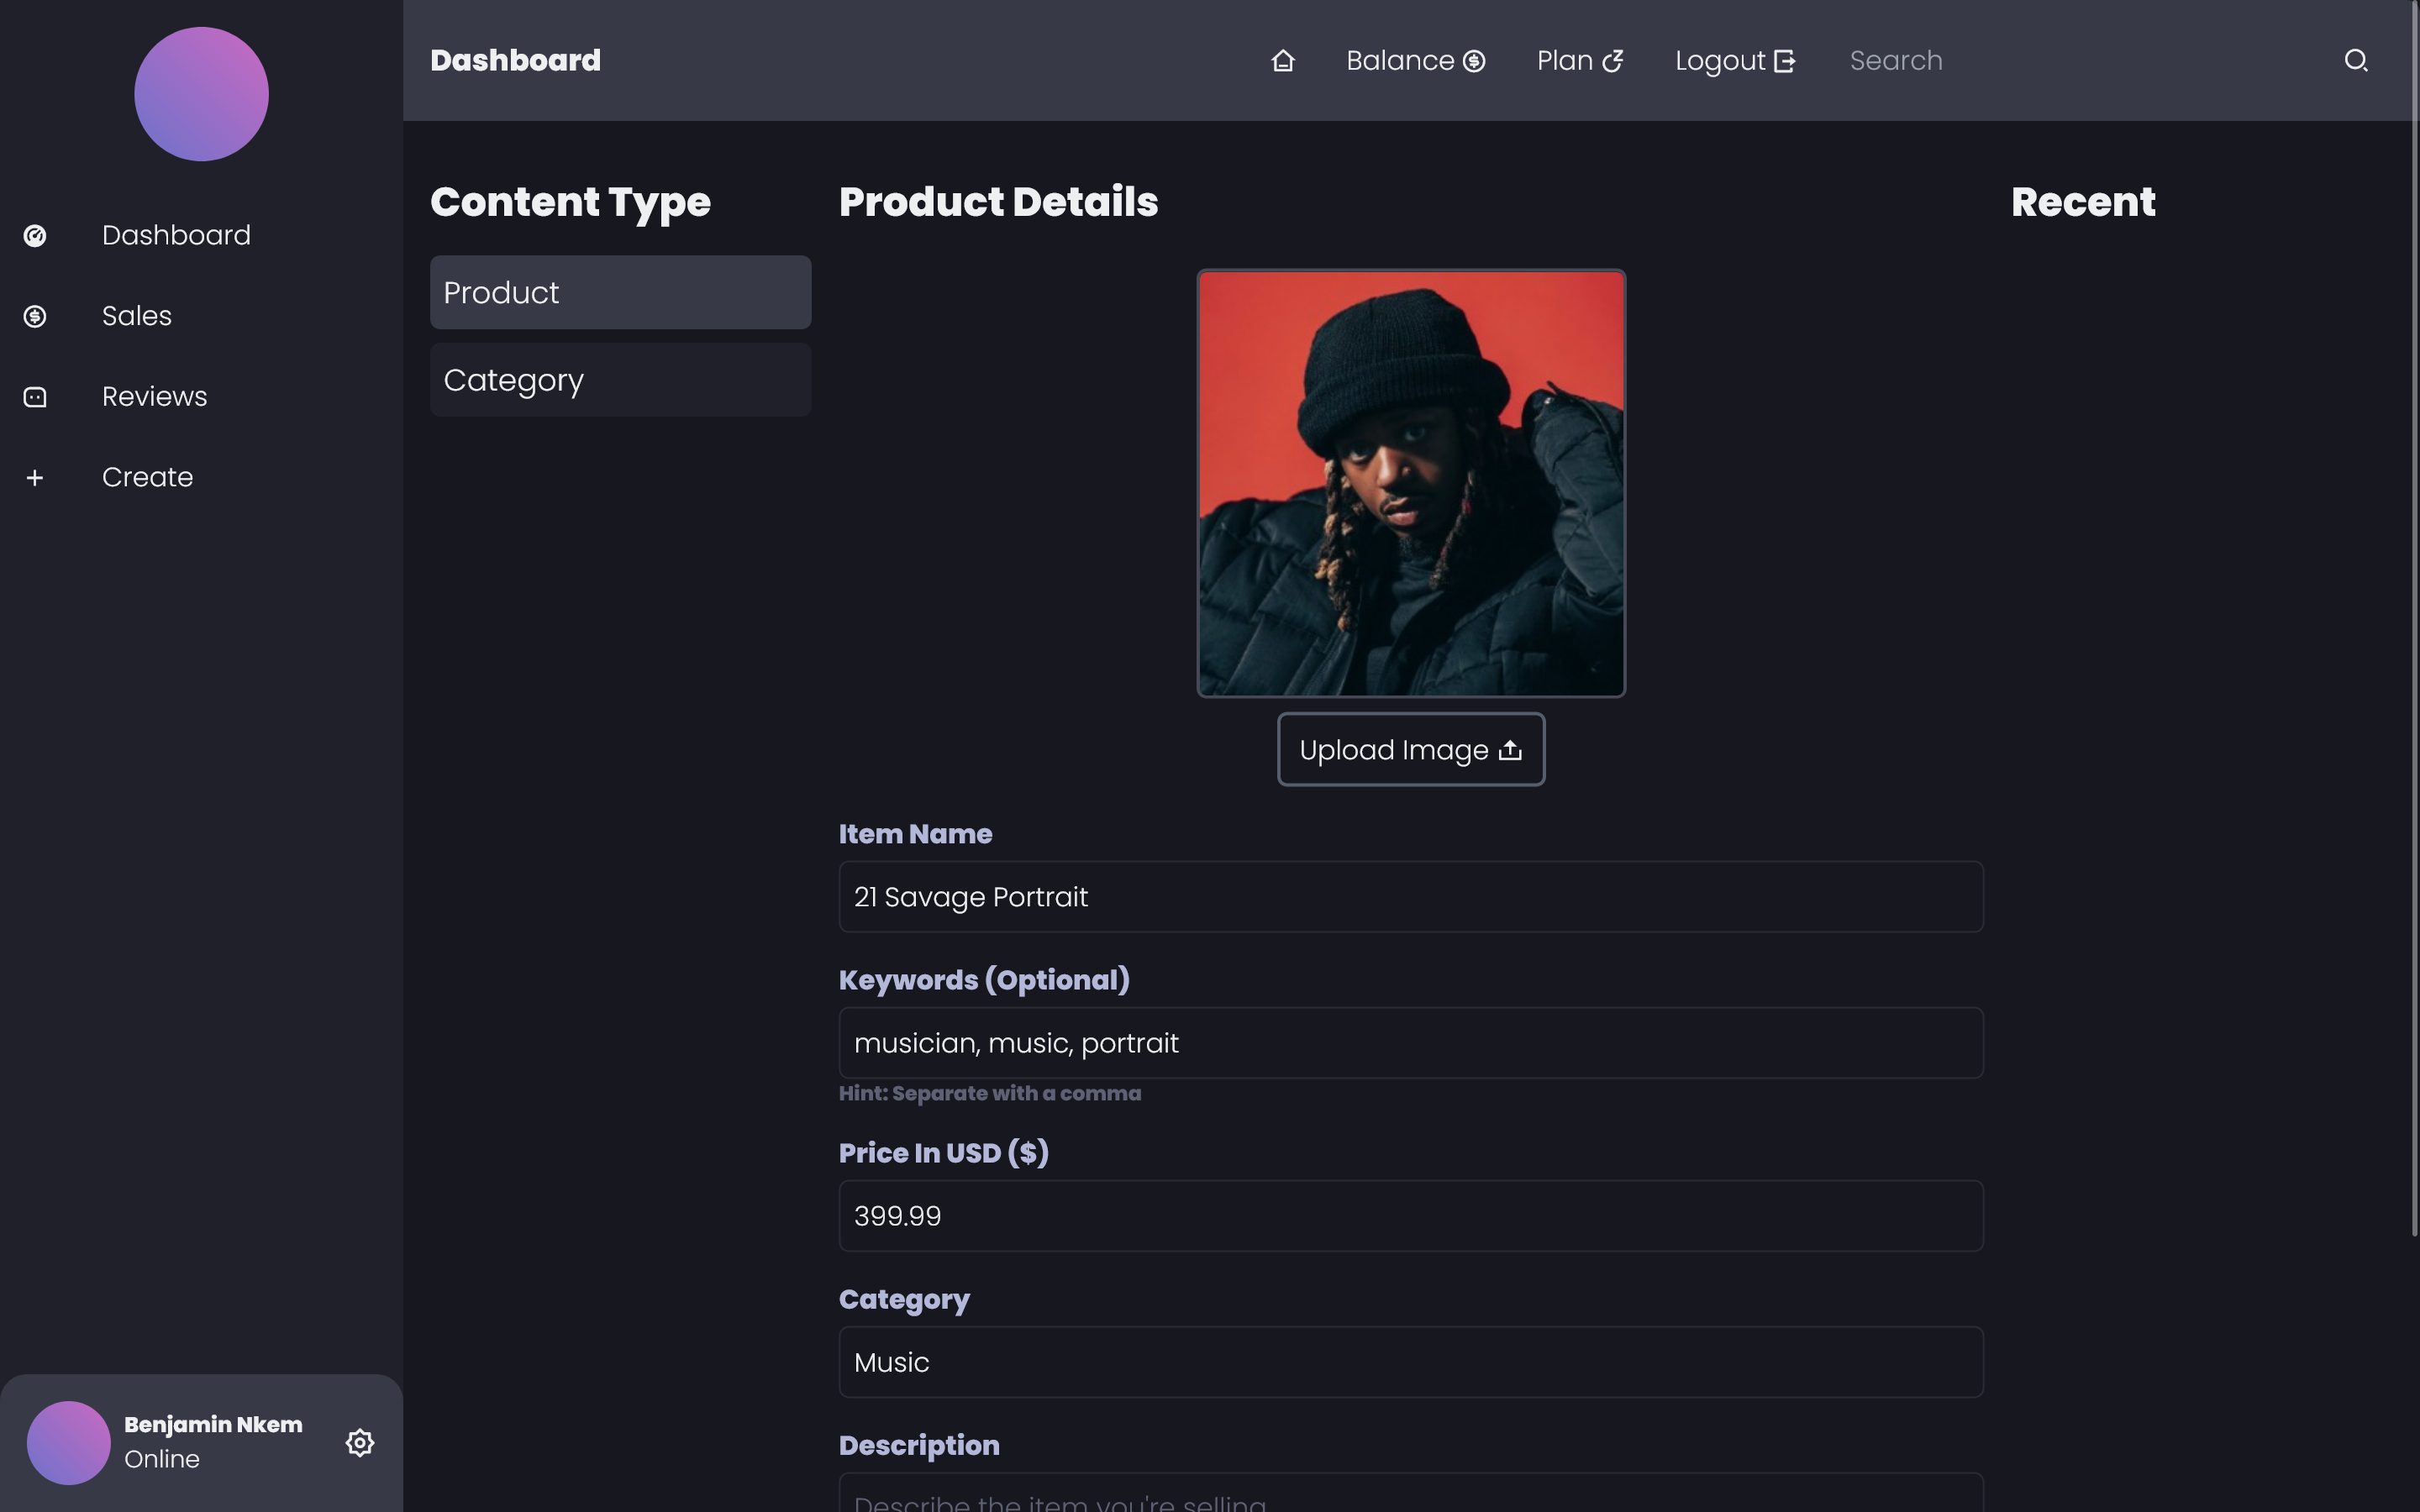 Dashboard
Sales
Reviews
Create
Benjamin Nkem
Online
Dashboard
Balance
Plan
Logout
Search
Content Type
Product
Category
Product Details
Upload Image
Item Name
21 Savage Portrait
Keywords (Optional)
musician, music, portrait
Hint: Separate with a comma
Price In USD ($)
399.99
Category
Music
Description
Describe the item you're selling
Recent